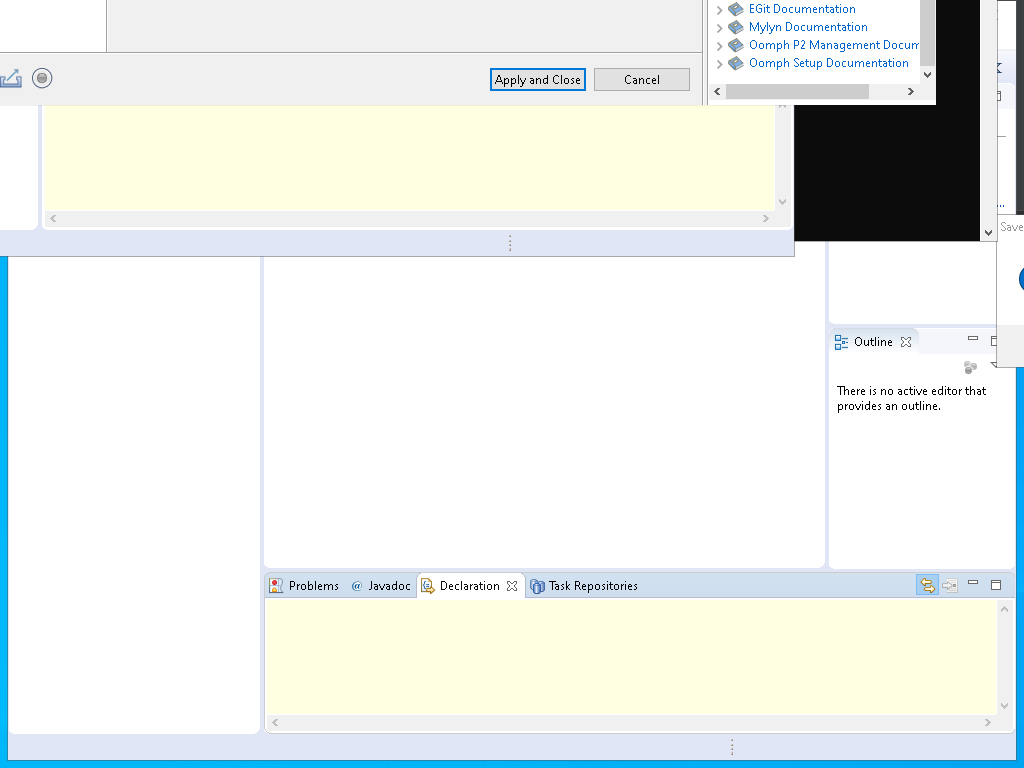 EGit Documentation
Mylyn Documentation
Oomph P2 Management Docum
Oomph Setup Documentation
Apply and Close
Cancel
Save
Outline
There is no active editor that
provides an outline.
Problems
@ Javadoc
Declaration
Task Repositories